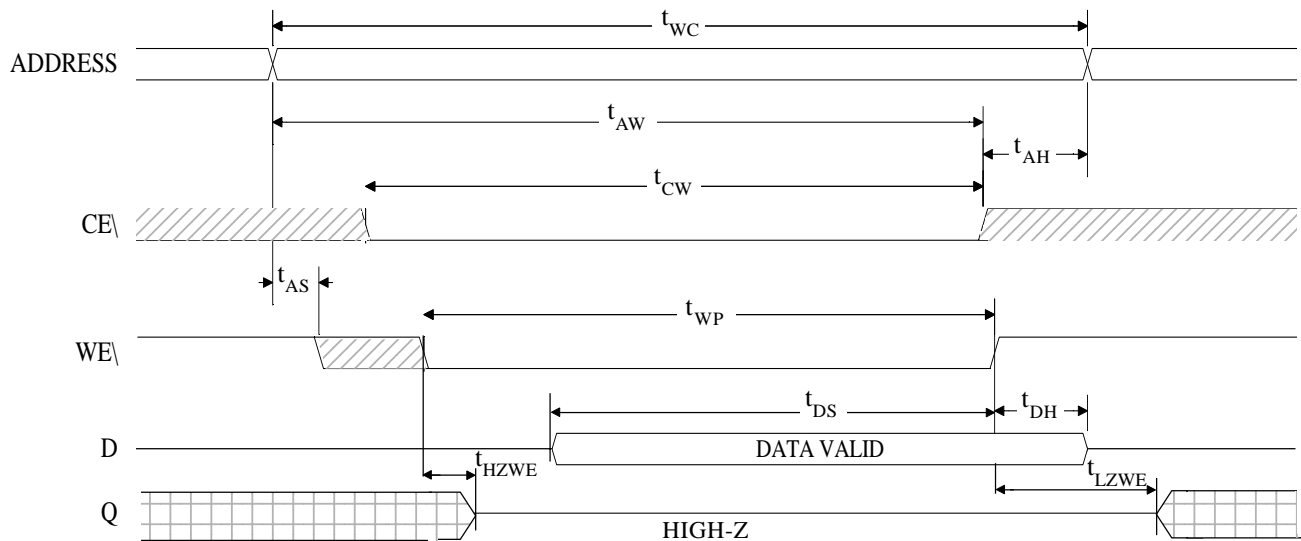 tWC
ADDRESS
tAW
tAH
tCW
CE\
tAS
tWP
WE\
tDS
tDH
D
DATA VALID
tHZWE
tLZWE
Q
HIGH-Z